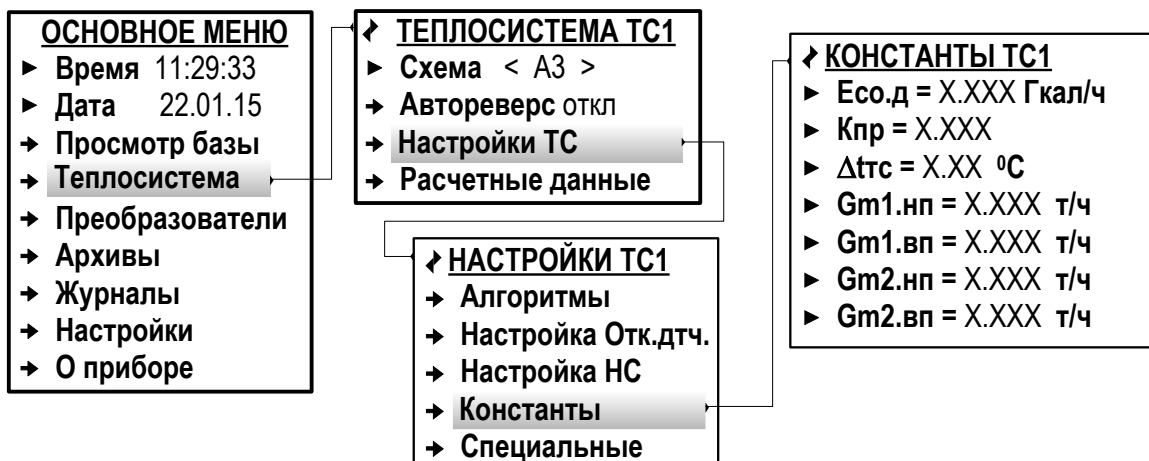 ОСНОВНОЕ МЕНЮ
► Время 11:29:33
► Дата 22.01.15
→ Просмотр базы
→ Теплосистема
→ Преобразователи
→ Архивы
→ Журналы
→ Настройки
→ О приборе
ТЕПЛОСИСТЕМА ТС1
► Схема < А3 >
→ Автореверс откл
→ Настройки ТС
→ Расчетные данные
НАСТРОЙКИ ТС1
→ Алгоритмы
→ Настройка Отк.дтч.
→ Настройка НС
→ Константы
→ Специальные
КОНСТАНТЫ ТС1
► Есо.д = Х.ХХХ Гкал/ч
► Кпр = Х.ХХХ
► Δtтс = Х.ХХ ⁰С
► Gm1.нп = Х.ХХХ т/ч
► Gm1.вп = Х.ХХХ т/ч
► Gm2.нп = Х.ХХХ т/ч
► Gm2.вп = Х.ХХХ т/ч